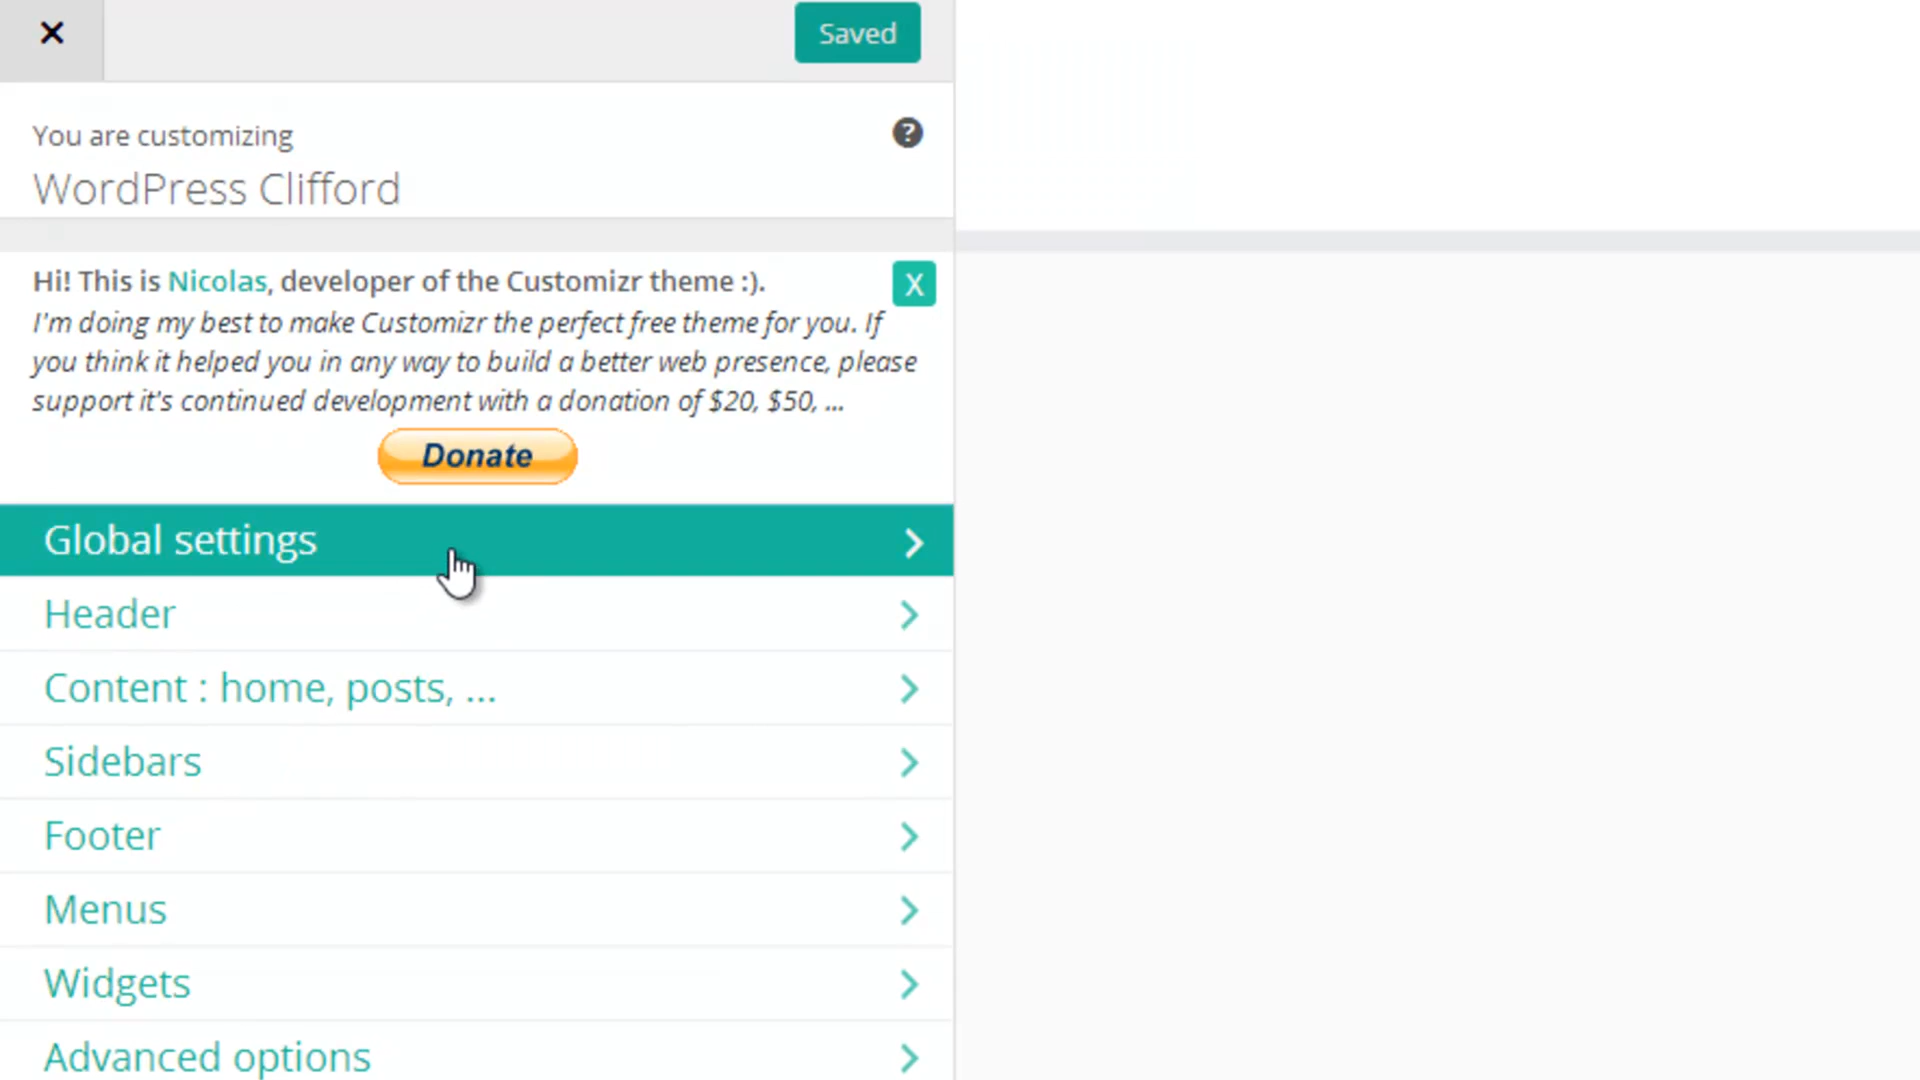 Saved
You are customizing
WordPress Clifford
Hi! This is Nicolas, developer of the Customizr theme :).
X
I'm doing my best to make Customizr the perfect free theme for you. If
you think it helped you in any way to build a better web presence, please
support it's continued development with a donation of $20, $50, ...
Donate
Global settings
Header
Content : home, posts, ...
Sidebars
Footer
Menus
Widgets
Advanced options